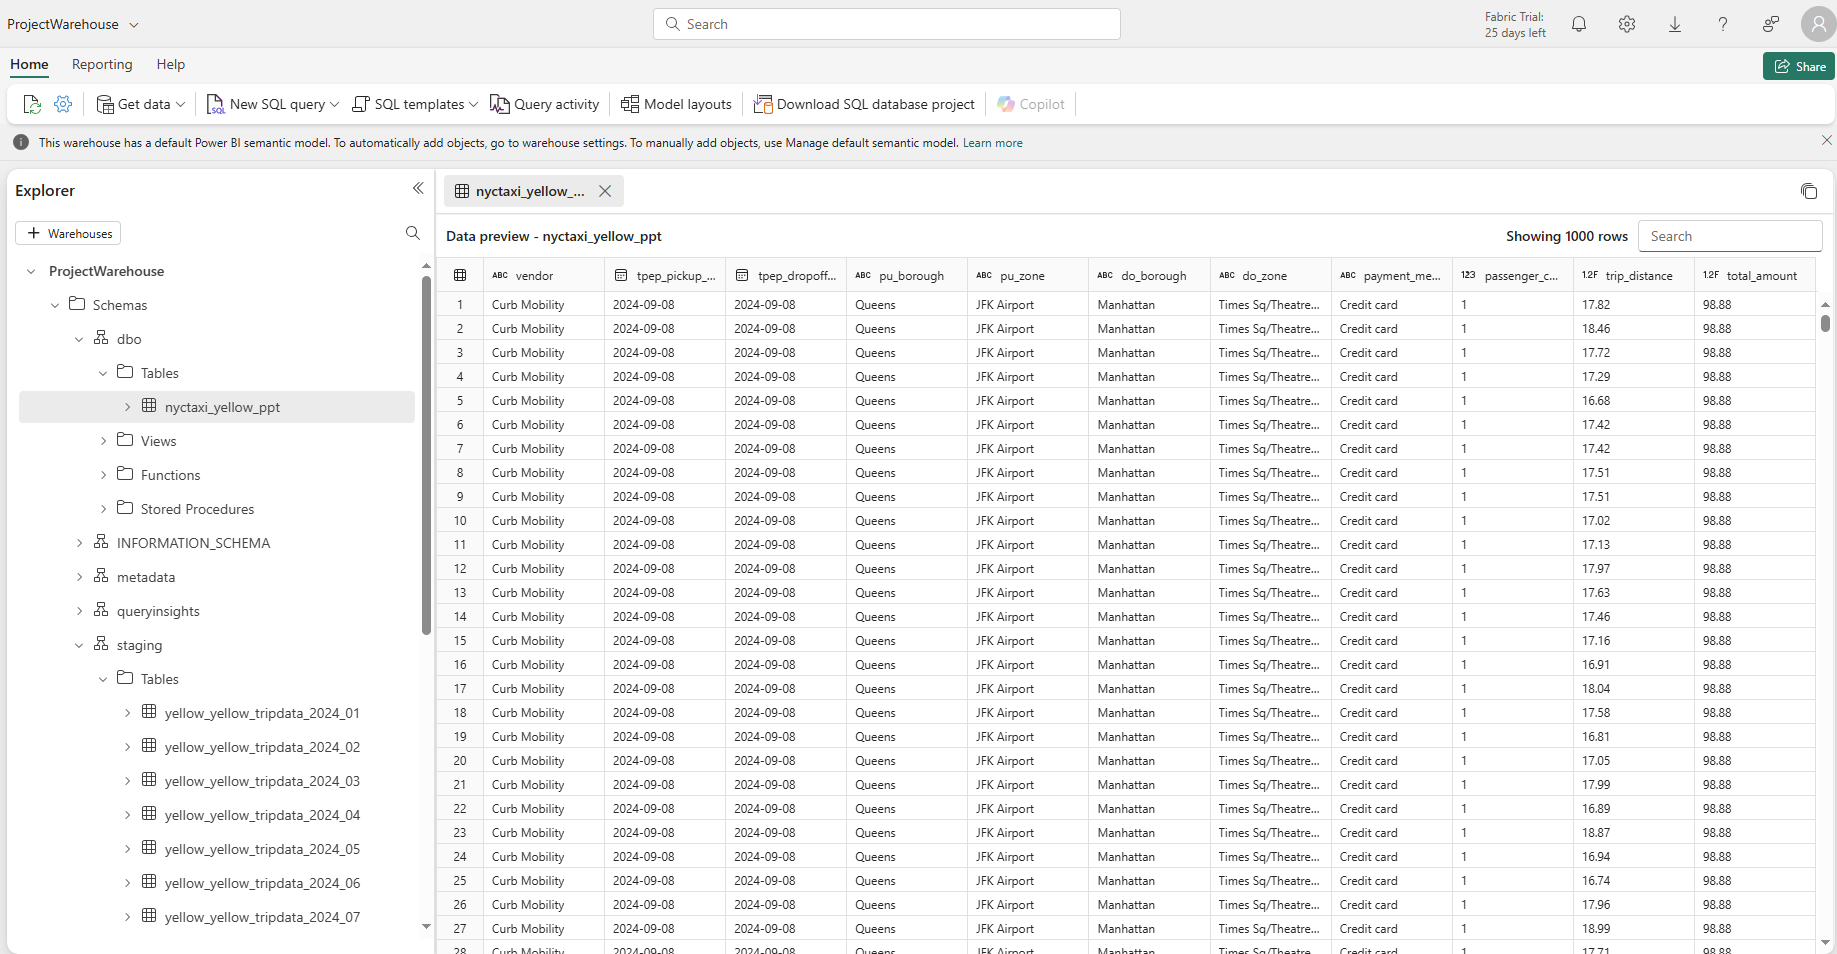 ProjectWarehouse
Search
Fabric Trial:
25 days left
Home Reporting Help
Share
Get data New SQL query SQL templates Query activity Model layouts Download SQL database project Copilot
This warehouse has a default Power BI semantic model. To automatically add objects, go to warehouse settings. To manually add objects, use Manage default semantic model. Learn more
Explorer
+ Warehouses
ProjectWarehouse
Schemas
dbo
Tables
nyctaxi_yellow_ppt
Views
Functions
Stored Procedures
INFORMATION_SCHEMA
metadata
queryinsights
staging
Tables
yellow_yellow_tripdata_2024_01
yellow_yellow_tripdata_2024_02
yellow_yellow_tripdata_2024_03
yellow_yellow_tripdata_2024_04
yellow_yellow_tripdata_2024_05
yellow_yellow_tripdata_2024_06
yellow_yellow_tripdata_2024_07
nyctaxi_yellow_...
Data preview - nyctaxi_yellow_ppt
Showing 1000 rows
Search
ABC vendor tpep_pickup_... tpep_dropoff... ABC pu_borough ABC pu_zone ABC do_borough ABC do_zone ABC payment_me... 123 passenger_c... 1.2F trip_distance 1.2F total_amount
1 Curb Mobility 2024-09-08 2024-09-08 Queens JFK Airport Manhattan Times Sq/Theatre... Credit card 1 17.82 98.88
2 Curb Mobility 2024-09-08 2024-09-08 Queens JFK Airport Manhattan Times Sq/Theatre... Credit card 1 18.46 98.88
3 Curb Mobility 2024-09-08 2024-09-08 Queens JFK Airport Manhattan Times Sq/Theatre... Credit card 1 17.72 98.88
4 Curb Mobility 2024-09-08 2024-09-08 Queens JFK Airport Manhattan Times Sq/Theatre... Credit card 1 17.29 98.88
5 Curb Mobility 2024-09-08 2024-09-08 Queens JFK Airport Manhattan Times Sq/Theatre... Credit card 1 16.68 98.88
6 Curb Mobility 2024-09-08 2024-09-08 Queens JFK Airport Manhattan Times Sq/Theatre... Credit card 1 17.42 98.88
7 Curb Mobility 2024-09-08 2024-09-08 Queens JFK Airport Manhattan Times Sq/Theatre... Credit card 1 17.42 98.88
8 Curb Mobility 2024-09-08 2024-09-08 Queens JFK Airport Manhattan Times Sq/Theatre... Credit card 1 17.51 98.88
9 Curb Mobility 2024-09-08 2024-09-08 Queens JFK Airport Manhattan Times Sq/Theatre... Credit card 1 17.51 98.88
10 Curb Mobility 2024-09-08 2024-09-08 Queens JFK Airport Manhattan Times Sq/Theatre... Credit card 1 17.02 98.88
11 Curb Mobility 2024-09-08 2024-09-08 Queens JFK Airport Manhattan Times Sq/Theatre... Credit card 1 17.13 98.88
12 Curb Mobility 2024-09-08 2024-09-08 Queens JFK Airport Manhattan Times Sq/Theatre... Credit card 1 17.97 98.88
13 Curb Mobility 2024-09-08 2024-09-08 Queens JFK Airport Manhattan Times Sq/Theatre... Credit card 1 17.63 98.88
14 Curb Mobility 2024-09-08 2024-09-08 Queens JFK Airport Manhattan Times Sq/Theatre... Credit card 1 17.46 98.88
15 Curb Mobility 2024-09-08 2024-09-08 Queens JFK Airport Manhattan Times Sq/Theatre... Credit card 1 17.16 98.88
16 Curb Mobility 2024-09-08 2024-09-08 Queens JFK Airport Manhattan Times Sq/Theatre... Credit card 1 16.91 98.88
17 Curb Mobility 2024-09-08 2024-09-08 Queens JFK Airport Manhattan Times Sq/Theatre... Credit card 1 18.04 98.88
18 Curb Mobility 2024-09-08 2024-09-08 Queens JFK Airport Manhattan Times Sq/Theatre... Credit card 1 17.58 98.88
19 Curb Mobility 2024-09-08 2024-09-08 Queens JFK Airport Manhattan Times Sq/Theatre... Credit card 1 16.81 98.88
20 Curb Mobility 2024-09-08 2024-09-08 Queens JFK Airport Manhattan Times Sq/Theatre... Credit card 1 17.05 98.88
21 Curb Mobility 2024-09-08 2024-09-08 Queens JFK Airport Manhattan Times Sq/Theatre... Credit card 1 17.99 98.88
22 Curb Mobility 2024-09-08 2024-09-08 Queens JFK Airport Manhattan Times Sq/Theatre... Credit card 1 16.89 98.88
23 Curb Mobility 2024-09-08 2024-09-08 Queens JFK Airport Manhattan Times Sq/Theatre... Credit card 1 18.87 98.88
24 Curb Mobility 2024-09-08 2024-09-08 Queens JFK Airport Manhattan Times Sq/Theatre... Credit card 1 16.94 98.88
25 Curb Mobility 2024-09-08 2024-09-08 Queens JFK Airport Manhattan Times Sq/Theatre... Credit card 1 16.74 98.88
26 Curb Mobility 2024-09-08 2024-09-08 Queens JFK Airport Manhattan Times Sq/Theatre... Credit card 1 17.96 98.88
27 Curb Mobility 2024-09-08 2024-09-08 Queens JFK Airport Manhattan Times Sq/Theatre... Credit card 1 18.99 98.88
28 Curb Mobility 2024-09-08 2024-09-08 Queens JFK Airport Manhattan Times Sq/Theatre... Credit card 1 17.71 98.88